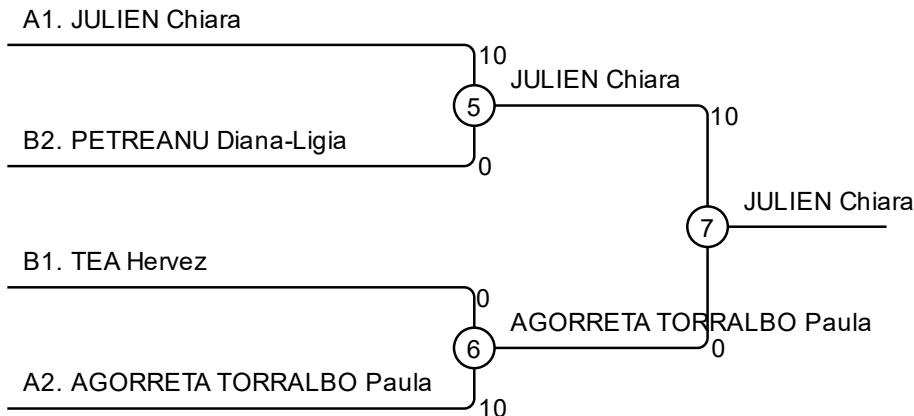 A1. JULIEN Chiara
10
JULIEN Chiara
5
10
B2. PETREANU Diana-Ligia
0
JULIEN Chiara
7
B1. TEA Hervez
0
AGORRETA TORRALBO Paula
6
0
A2. AGORRETA TORRALBO Paula
10